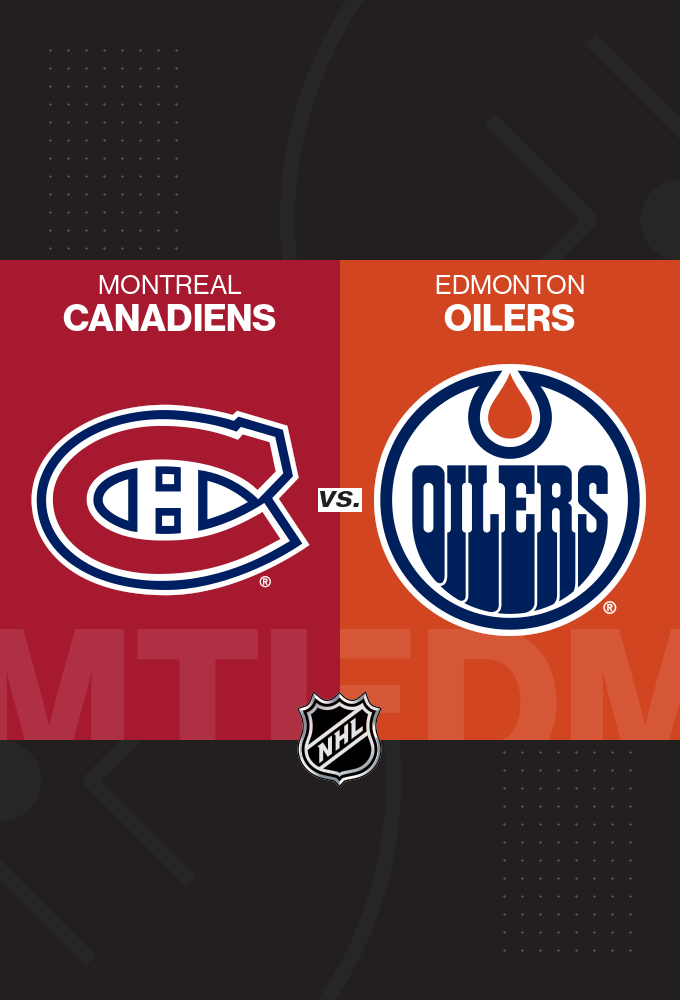 MONTREAL
CANADIENS
EDMONTON
OILERS
vs.
OILERS
®
®
MTL
EDM
NHL